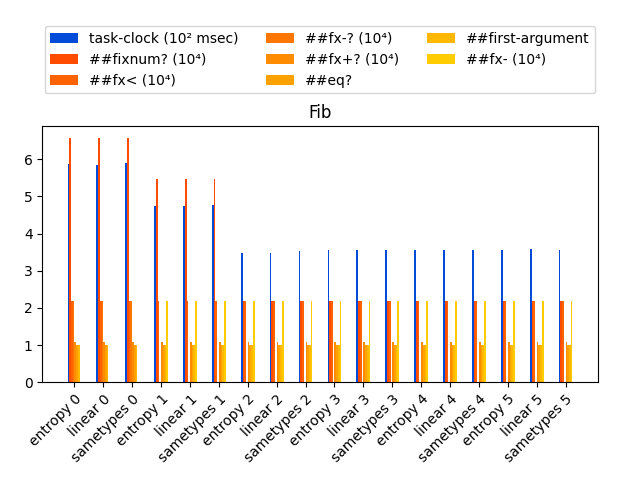 task-clock (10² msec)
##fixnum? (10⁴)
##fx< (10⁴)
##fx-? (10⁴)
##fx+? (10⁴)
##eq?
##first-argument
##fx- (10⁴)
Fib
6
5
4
3
2
1
0
entropy 0
linear 0
sametypes 0
entropy 1
linear 1
sametypes 1
entropy 2
linear 2
sametypes 2
entropy 3
linear 3
sametypes 3
entropy 4
linear 4
sametypes 4
entropy 5
linear 5
sametypes 5